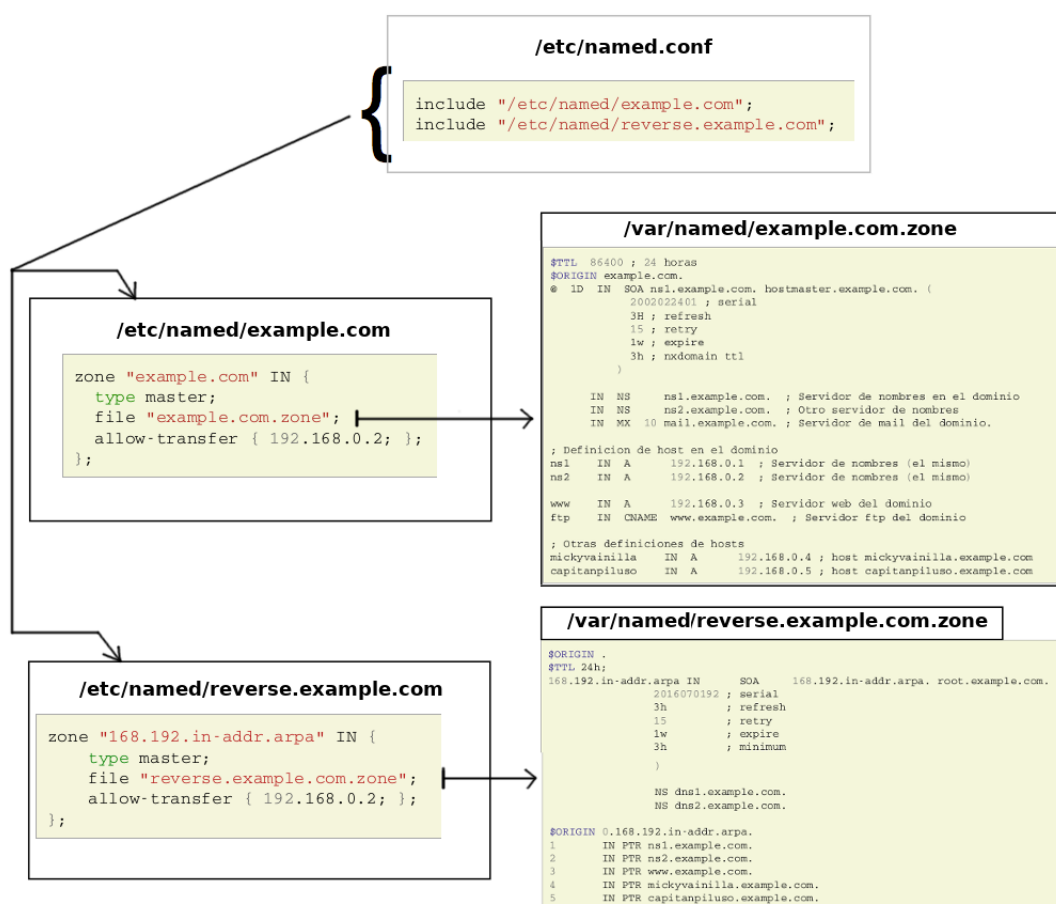 /etc/named.conf
include "/etc/named/example.com";
include "/etc/named/reverse.example.com";
/etc/named/example.com
zone "example.com" IN {
type master;
file "example.com.zone";
allow-transfer { 192.168.0.2; };
};
/var/named/example.com.zone
$TTL 86400 ; 24 horas
$ORIGIN example.com.
@ 1D IN SOA ns1.example.com. hostmaster.example.com. (
2002022401 ; serial
3H ; refresh
15 ; retry
1w ; expire
3h ; nxdomain ttl
)
IN NS ns1.example.com. ; Servidor de nombres en el dominio
IN NS ns2.example.com. ; Otro servidor de nombres
IN MX 10 mail.example.com. ; Servidor de mail del dominio.
; Definicion de host en el dominio
ns1 IN A 192.168.0.1 ; Servidor de nombres (el mismo)
ns2 IN A 192.168.0.2 ; Servidor de nombres (el mismo)
www IN A 192.168.0.3 ; Servidor web del dominio
ftp IN CNAME www.example.com. ; Servidor ftp del dominio
; Otras definiciones de hosts
mickyvainilla IN A 192.168.0.4 ; host mickyvainilla.example.com
capitanpiluso IN A 192.168.0.5 ; host capitanpiluso.example.com
/etc/named/reverse.example.com
zone "168.192.in-addr.arpa" IN {
type master;
file "reverse.example.com.zone";
allow-transfer { 192.168.0.2; };
};
/var/named/reverse.example.com.zone
$ORIGIN .
$TTL 24h;
168.192.in-addr.arpa IN SOA 168.192.in-addr.arpa. root.example.com.
2016070192 ; serial
3h ; refresh
15 ; retry
1w ; expire
3h ; minimum
)
NS dns1.example.com.
NS dns2.example.com.
$ORIGIN 0.168.192.in-addr.arpa.
1 IN PTR ns1.example.com.
2 IN PTR ns2.example.com.
3 IN PTR www.example.com.
4 IN PTR mickyvainilla.example.com.
5 IN PTR capitanpiluso.example.com.